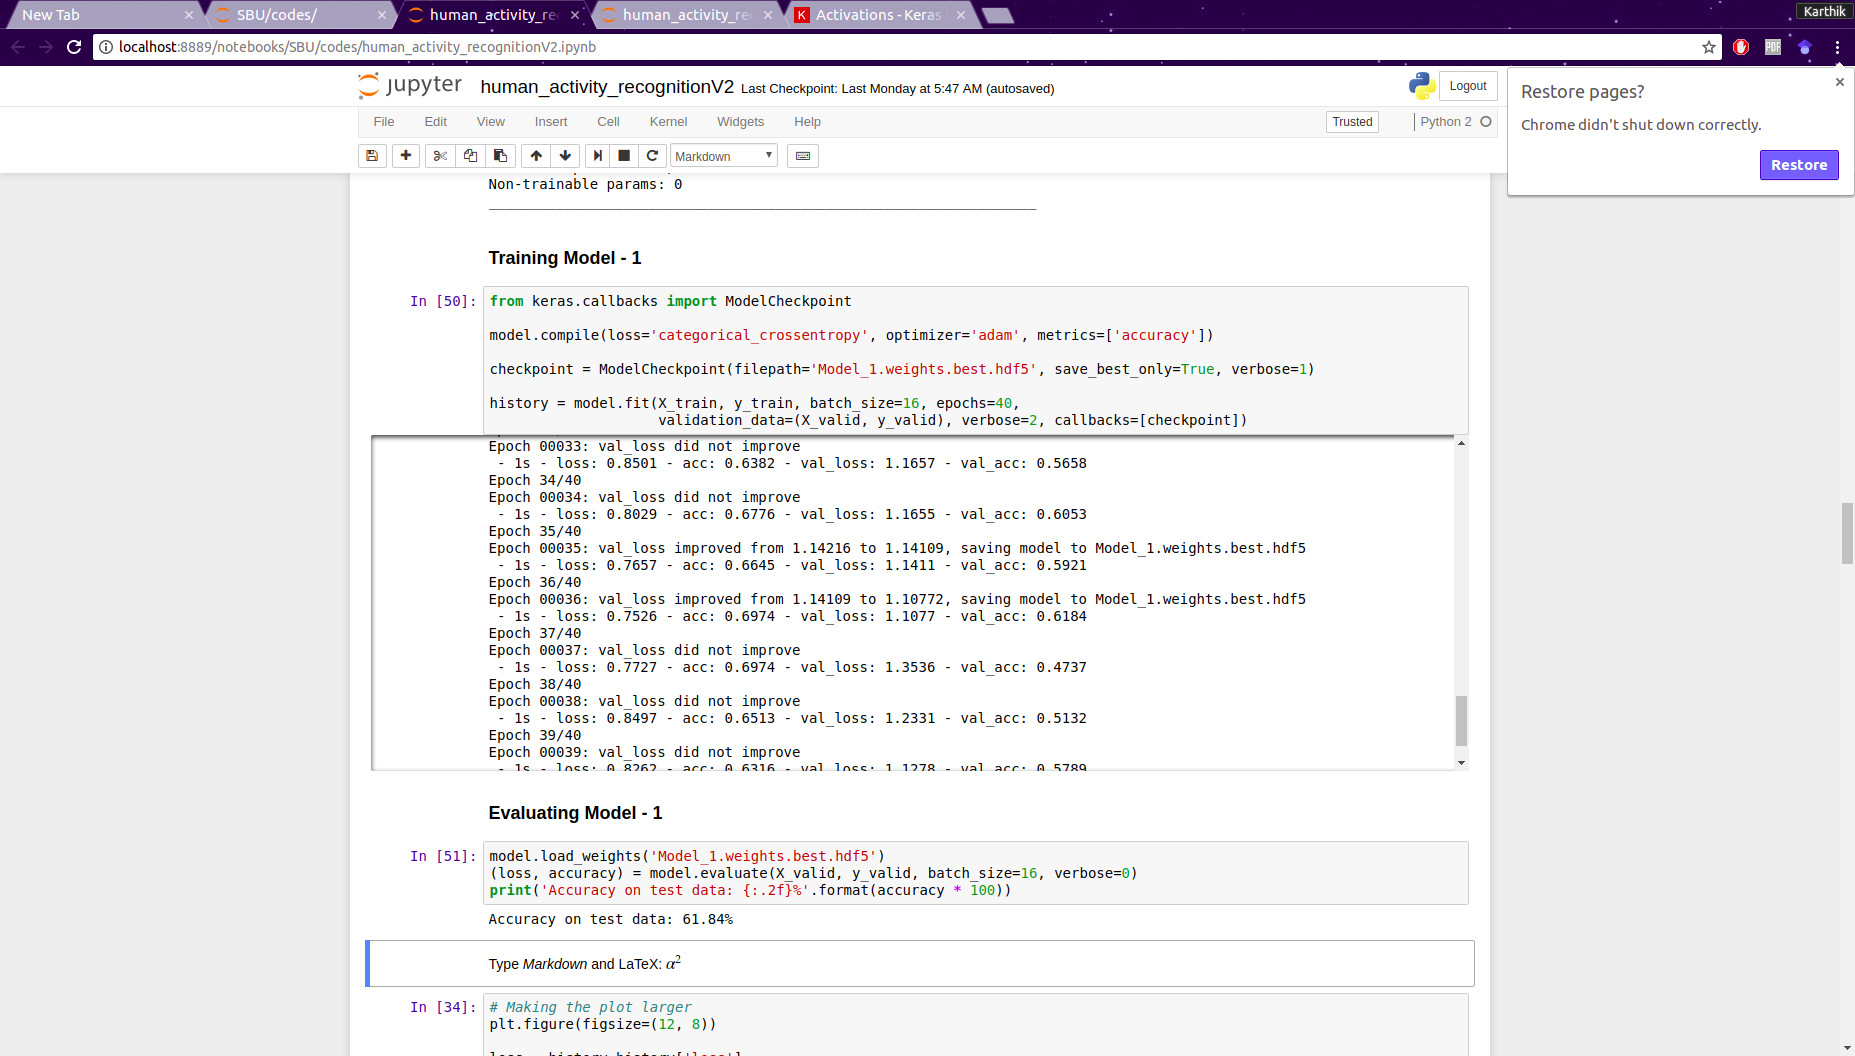 New Tab
SBU/codes/
human_activity_re
human_activity_re
Activations - Keras
Karthik
localhost:8889/notebooks/SBU/codes/human_activity_recognitionV2.ipynb
PDF
jupyter human_activity_recognitionV2 Last Checkpoint: Last Monday at 5:47 AM (autosaved)
Logout
Restore pages?
Chrome didn't shut down correctly.
Restore
File Edit View Insert Cell Kernel Widgets Help
Trusted
Python 2
Markdown
Non-trainable params: 0
_________________________________________________________________
Training Model - 1
In [50]: from keras.callbacks import ModelCheckpoint
model.compile(loss='categorical_crossentropy', optimizer='adam', metrics=['accuracy'])
checkpoint = ModelCheckpoint(filepath='Model_1.weights.best.hdf5', save_best_only=True, verbose=1)
history = model.fit(X_train, y_train, batch_size=16, epochs=40,
validation_data=(X_valid, y_valid), verbose=2, callbacks=[checkpoint])
Epoch 00033: val_loss did not improve
- 1s - loss: 0.8501 - acc: 0.6382 - val_loss: 1.1657 - val_acc: 0.5658
Epoch 34/40
Epoch 00034: val_loss did not improve
- 1s - loss: 0.8029 - acc: 0.6776 - val_loss: 1.1655 - val_acc: 0.6053
Epoch 35/40
Epoch 00035: val_loss improved from 1.14216 to 1.14109, saving model to Model_1.weights.best.hdf5
- 1s - loss: 0.7657 - acc: 0.6645 - val_loss: 1.1411 - val_acc: 0.5921
Epoch 36/40
Epoch 00036: val_loss improved from 1.14109 to 1.10772, saving model to Model_1.weights.best.hdf5
- 1s - loss: 0.7526 - acc: 0.6974 - val_loss: 1.1077 - val_acc: 0.6184
Epoch 37/40
Epoch 00037: val_loss did not improve
- 1s - loss: 0.7727 - acc: 0.6974 - val_loss: 1.3536 - val_acc: 0.4737
Epoch 38/40
Epoch 00038: val_loss did not improve
- 1s - loss: 0.8497 - acc: 0.6513 - val_loss: 1.2331 - val_acc: 0.5132
Epoch 39/40
Epoch 00039: val_loss did not improve
- 1s - loss: 0.8262 - acc: 0.6316 - val_loss: 1.1278 - val_acc: 0.5789
Evaluating Model - 1
In [51]: model.load_weights('Model_1.weights.best.hdf5')
(loss, accuracy) = model.evaluate(X_valid, y_valid, batch_size=16, verbose=0)
print('Accuracy on test data: {:.2f}%'.format(accuracy * 100))
Accuracy on test data: 61.84%
Type Markdown and LaTeX: α²
In [34]: # Making the plot larger
plt.figure(figsize=(12, 8))
loss = history.history['loss']